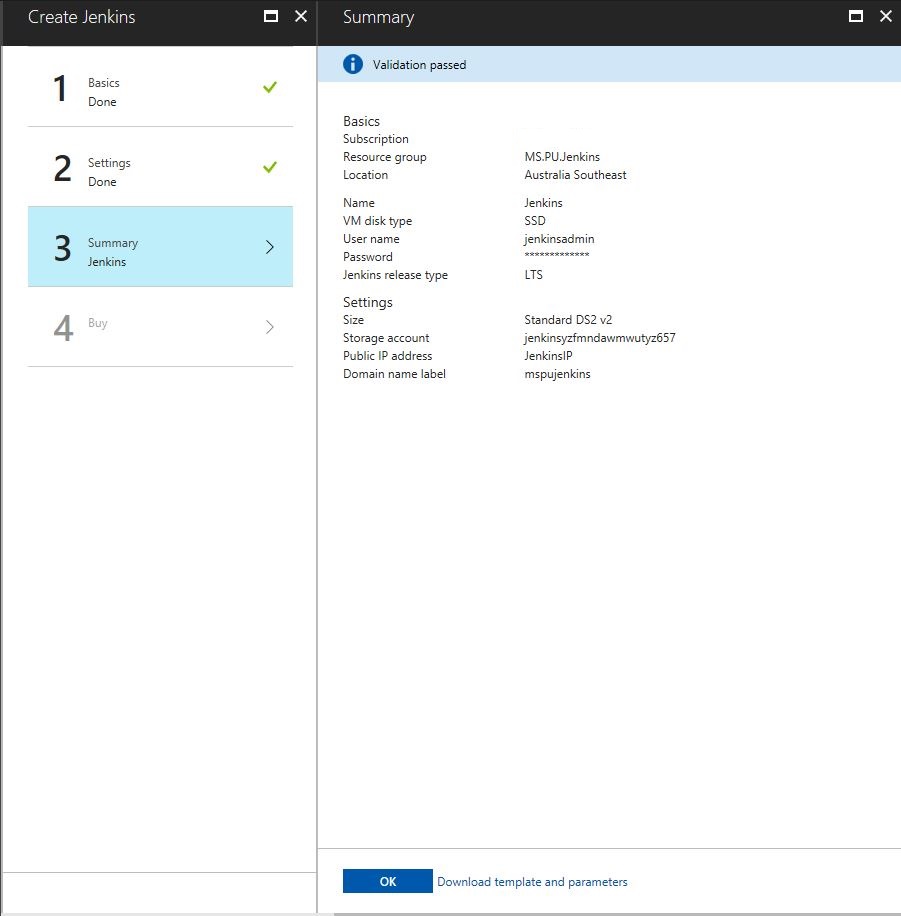 Create Jenkins
1
Basics
Done
2
Settings
Done
3
Summary
Jenkins
4
Buy
Summary
Validation passed
Basics
Subscription
Resource group MS.PU.Jenkins
Location Australia Southeast
Name Jenkins
VM disk type SSD
User name jenkinsadmin
Password *************
Jenkins release type LTS
Settings
Size Standard DS2 v2
Storage account jenkinsyzfmndawmwutyz657
Public IP address JenkinsIP
Domain name label mspujenkins
OK Download template and parameters